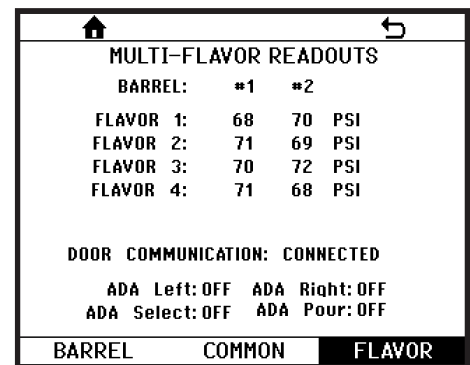 MULTI-FLAVOR READOUTS
BARREL: #1 #2
FLAVOR 1: 68 70 PSI
FLAVOR 2: 71 69 PSI
FLAVOR 3: 70 72 PSI
FLAVOR 4: 71 68 PSI
DOOR COMMUNICATION: CONNECTED
ADA Left: OFF ADA Right: OFF
ADA Select: OFF ADA Pour: OFF
BARREL COMMON FLAVOR